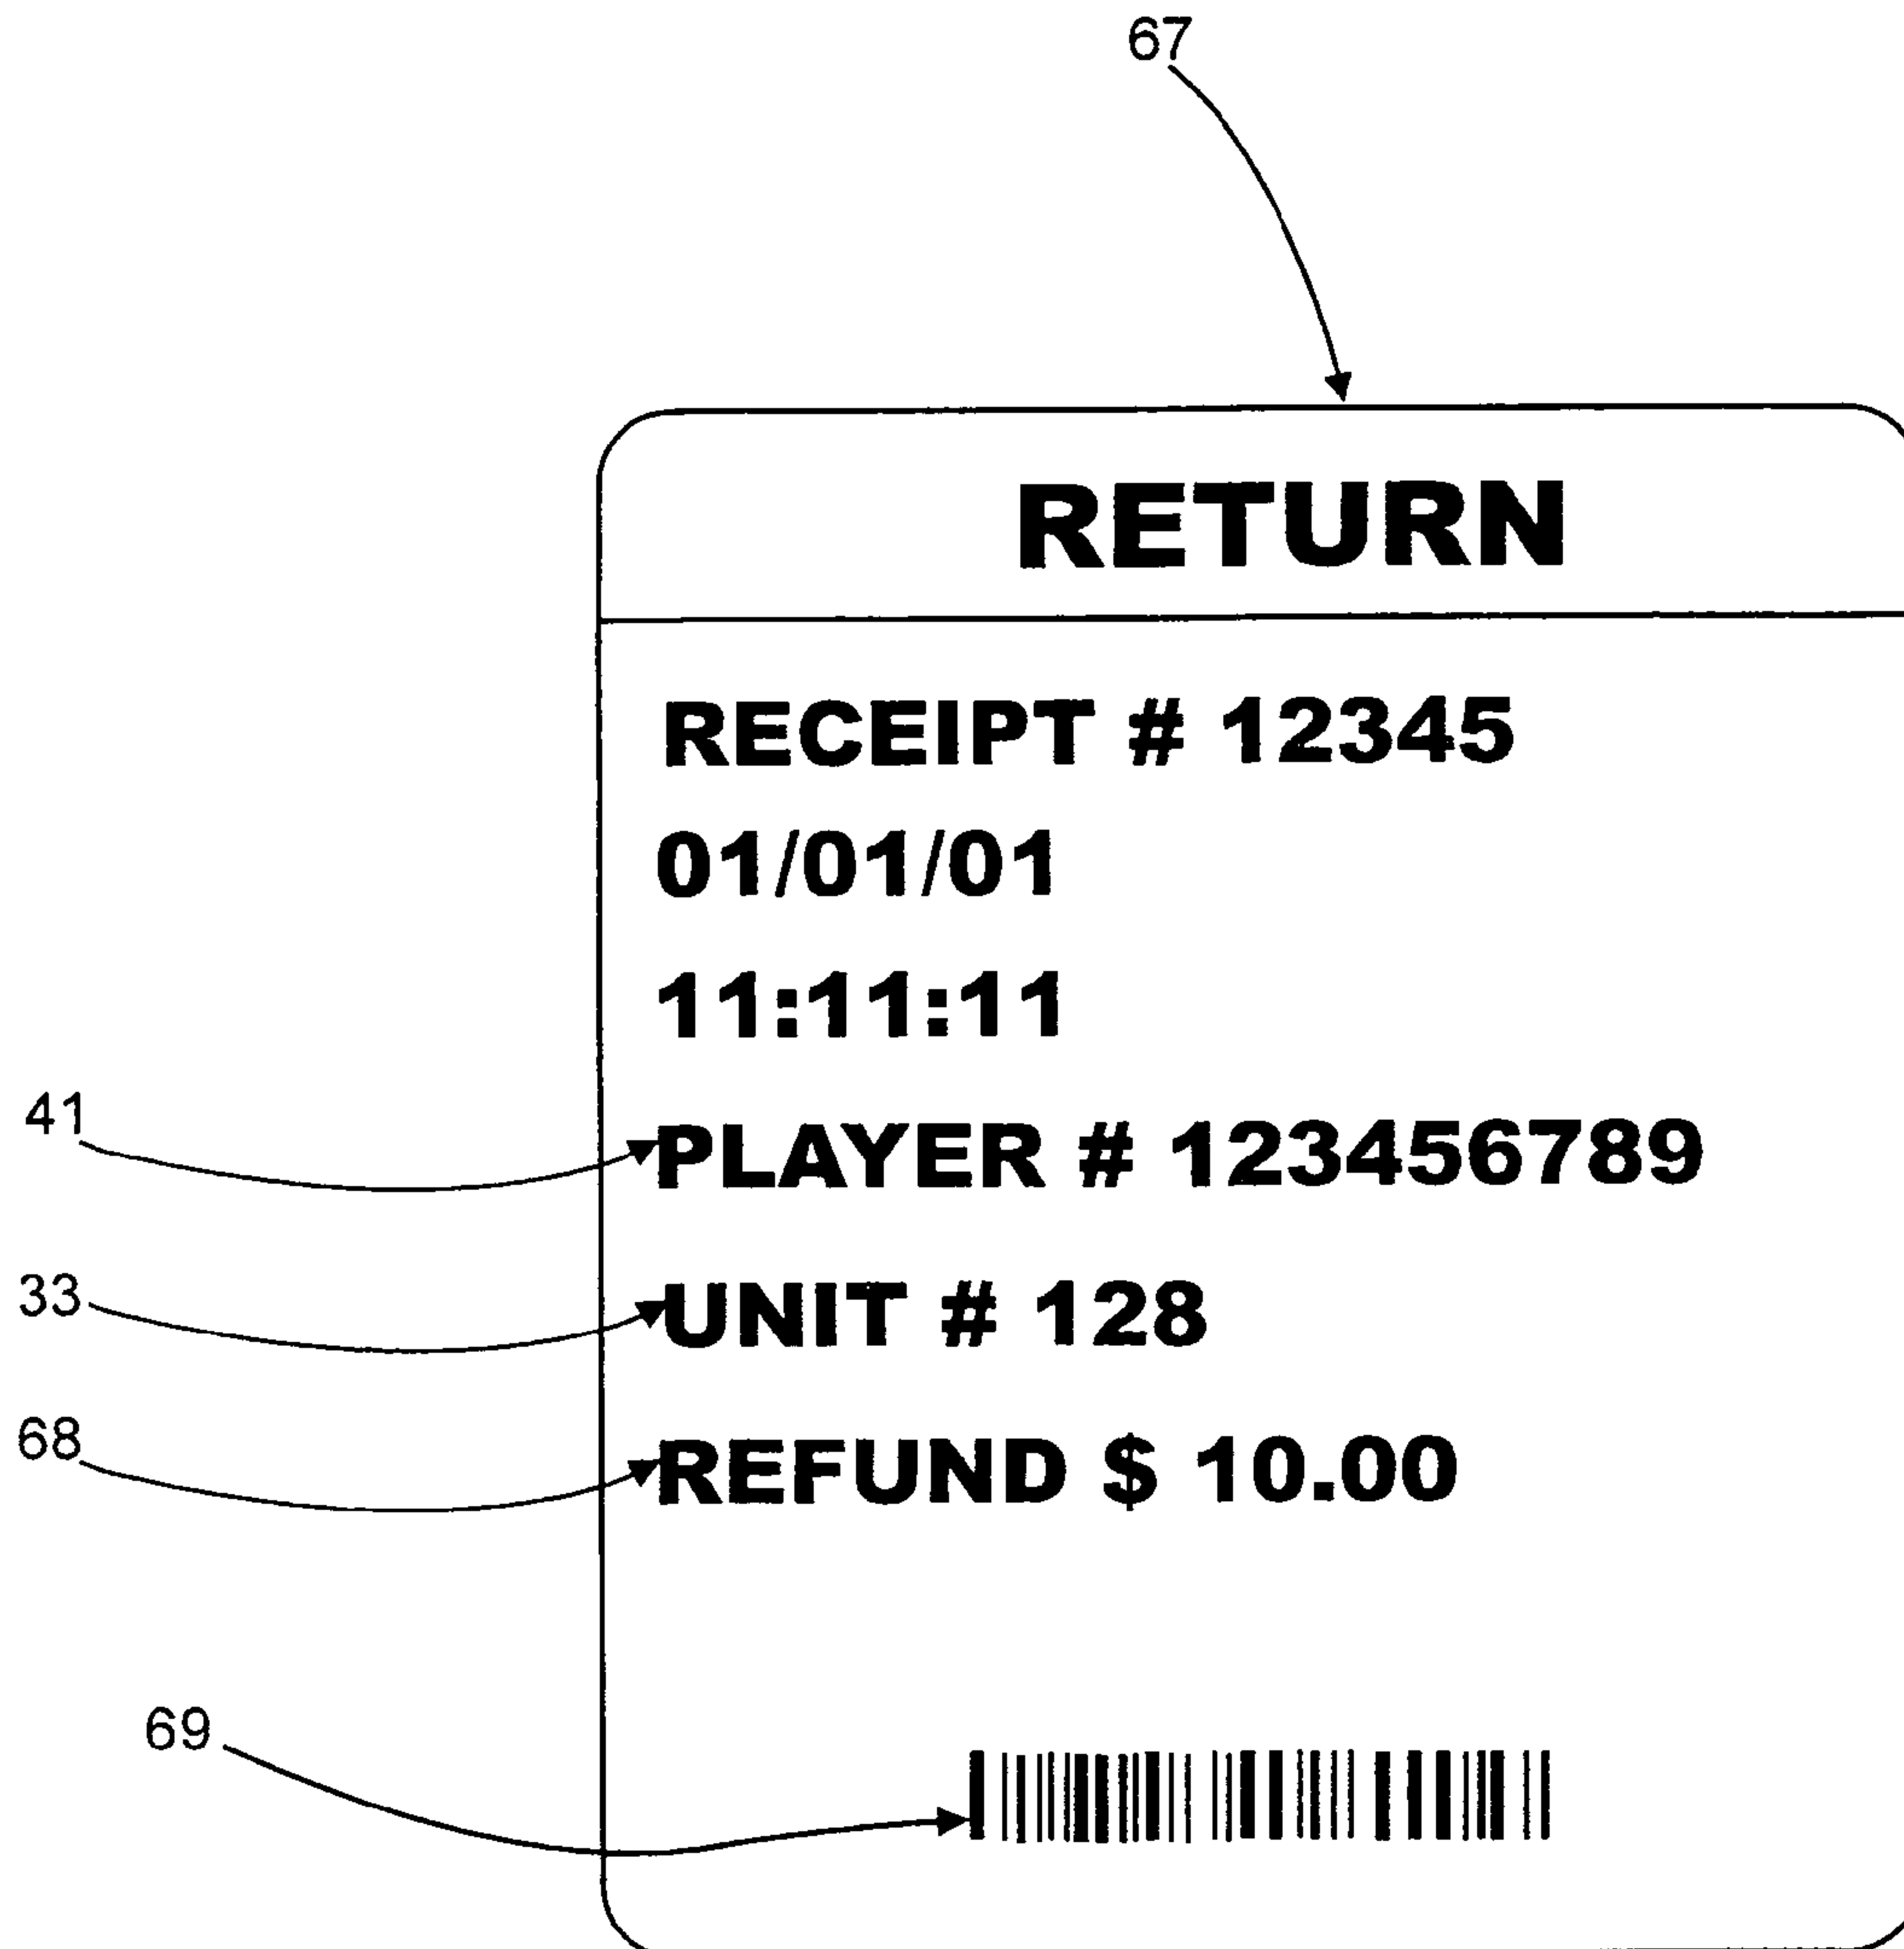 67
RETURN
RECEIPT # 12345
01/01/01
11:11:11
41
PLAYER # 123456789
33
UNIT # 128
68
REFUND $ 10.00
69